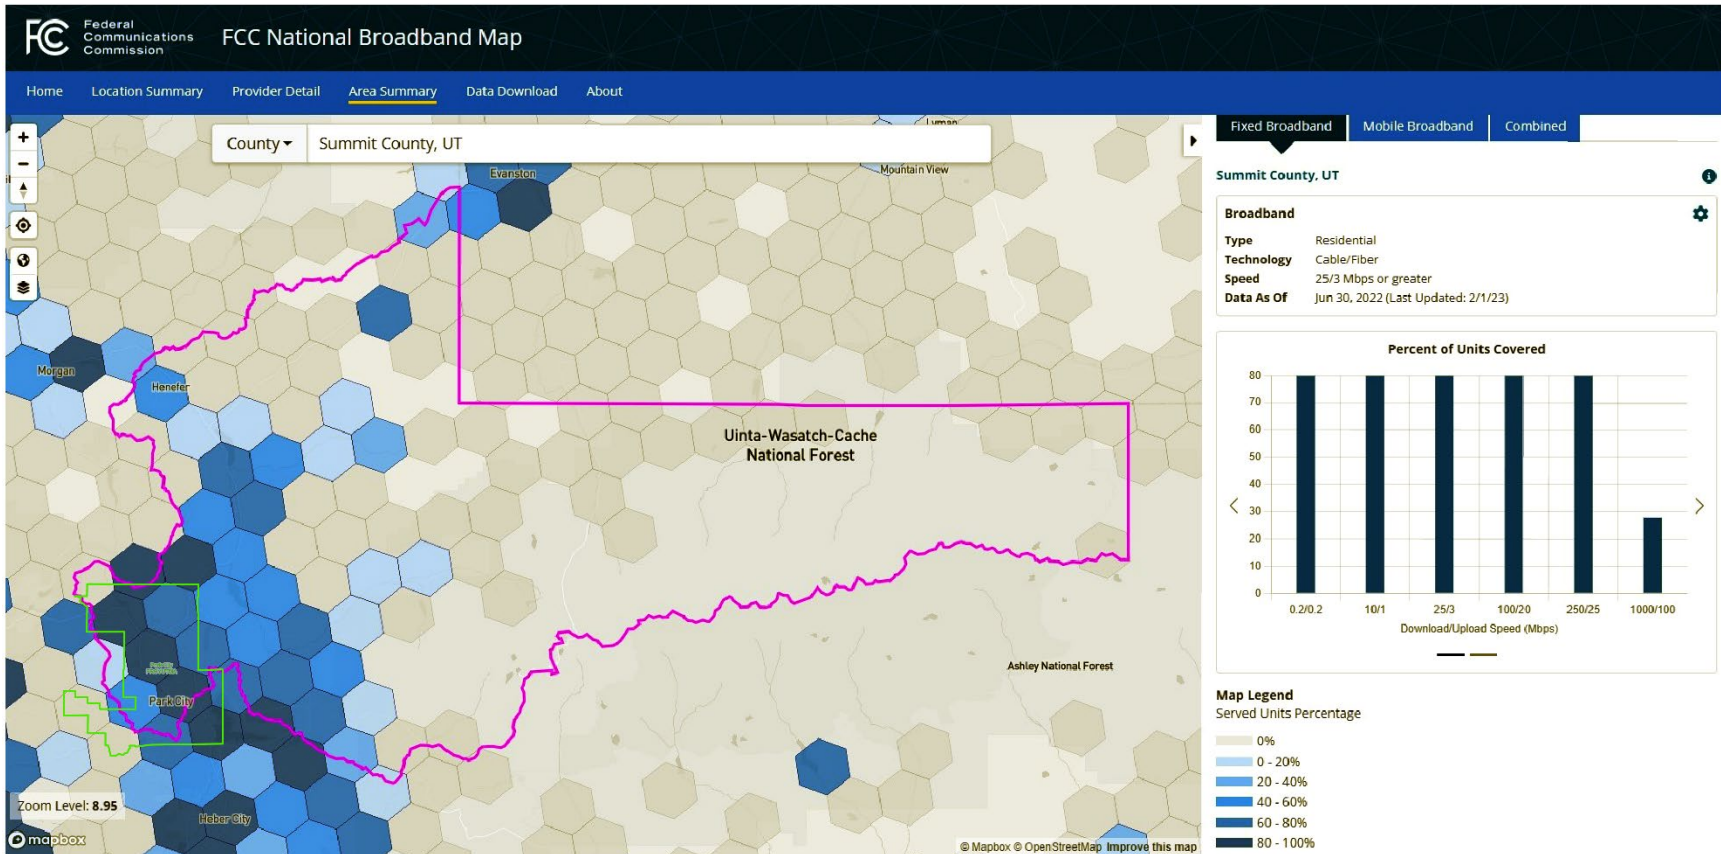 Federal
Communications
Commission
FCC National Broadband Map
Home Location Summary Provider Detail Area Summary Data Download About
County Summit County, UT
Fixed Broadband Mobile Broadband Combined
Lyman
Evanston
Mountain View
Morgan
Henefer
Uinta-Wasatch-Cache
National Forest
Ashley National Forest
Park City
Heber City
Zoom Level: 8.95
mapbox
© Mapbox © OpenStreetMap Improve this map
Summit County, UT
Broadband
Type Residential
Technology Cable/Fiber
Speed 25/3 Mbps or greater
Data As Of Jun 30, 2022 (Last Updated: 2/1/23)
Percent of Units Covered
80
70
60
50
40
30
20
10
0
0.2/0.2 10/1 25/3 100/20 250/25 1000/100
Download/Upload Speed (Mbps)
Map Legend
Served Units Percentage
0%
0 - 20%
20 - 40%
40 - 60%
60 - 80%
80 - 100%